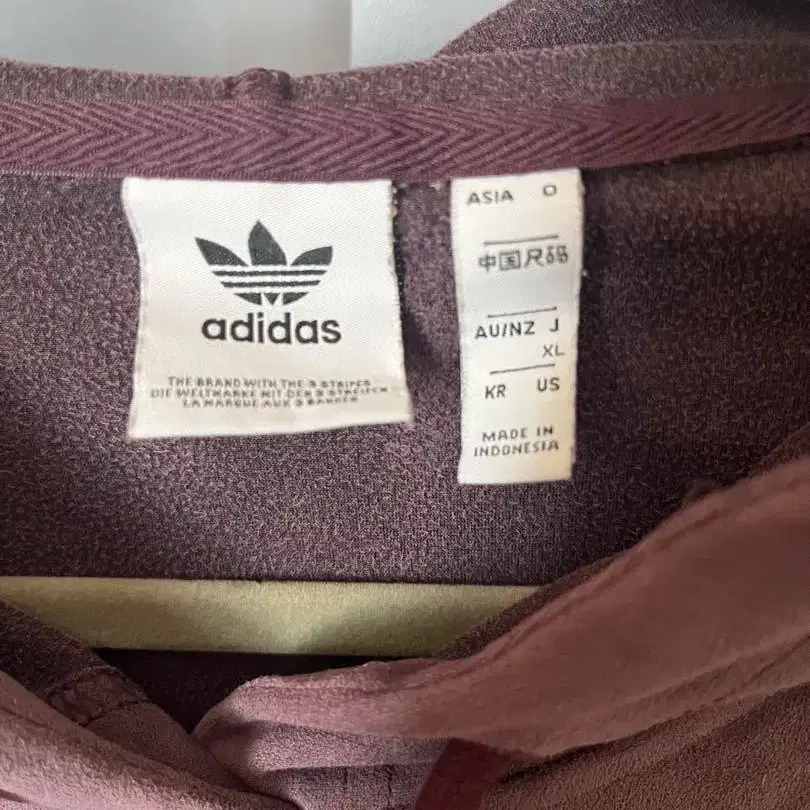 adidas
THE BRAND WITH THE 3 STRIPES
DIE WELTMARKE MIT DEN 3 STREIFEN
LA MARQUE AUX 3 BANDES
ASIA O
中国尺码
AU/NZ J
XL
KR US
MADE IN
INDONESIA